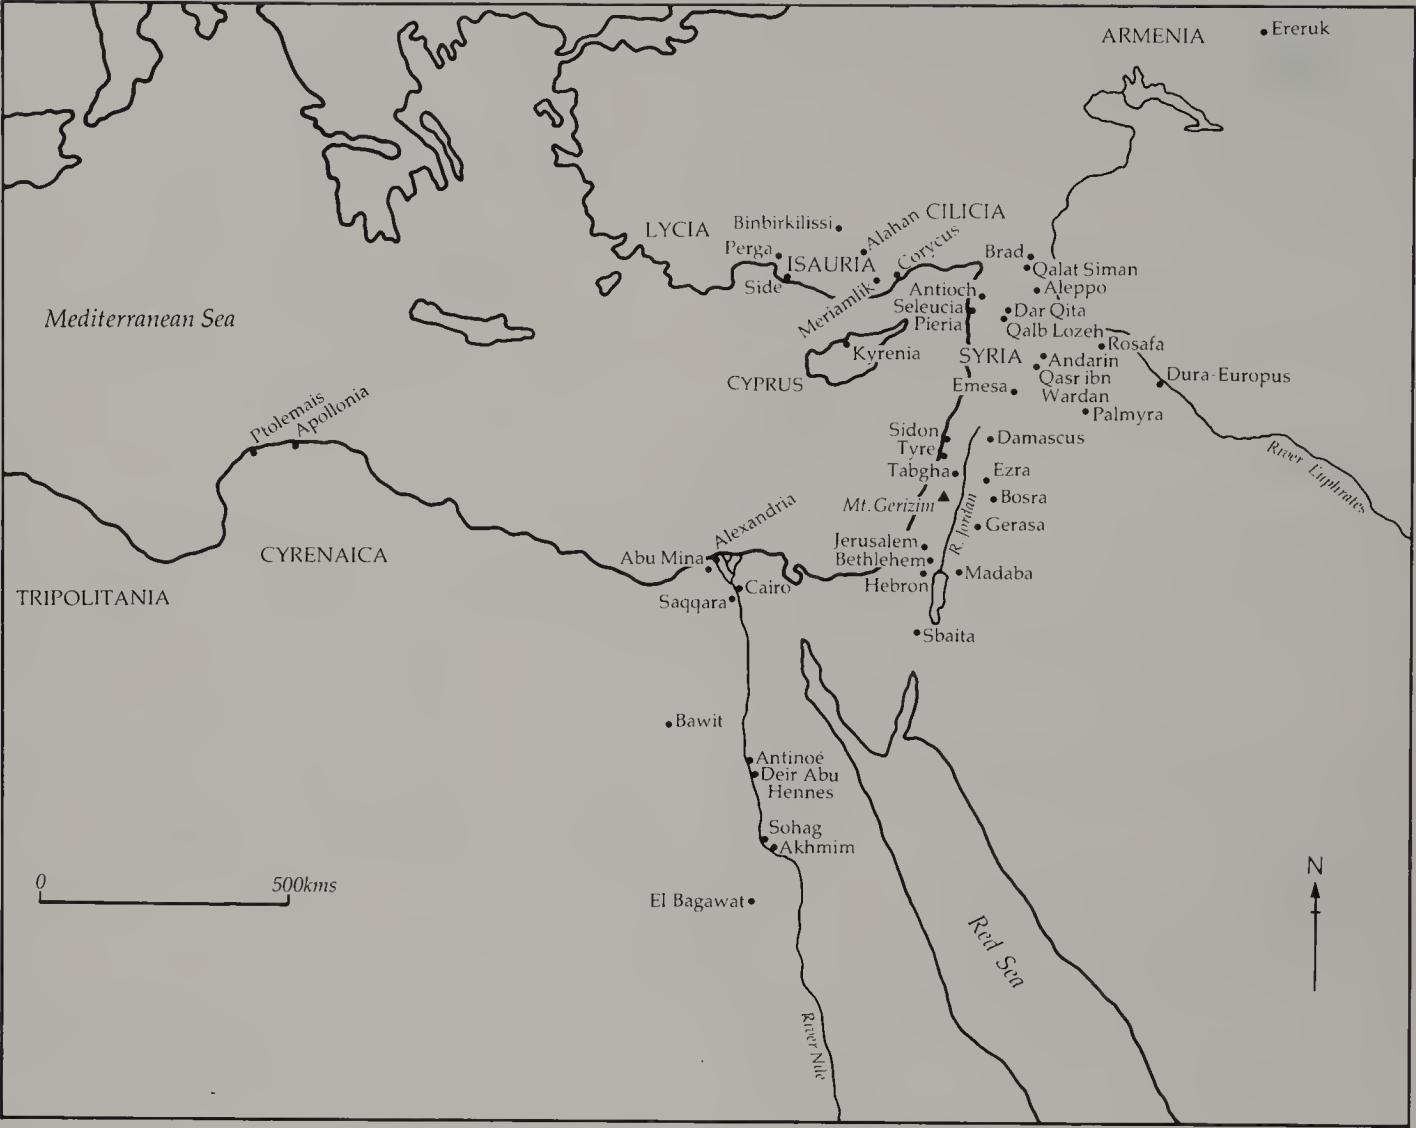 ARMENIA
Ereruk
LYCIA
Binbirkilissi
Alahan
CILICIA
Perga
ISAURIA
Corycus
Side
Meriamlik
Brad
Qalat Siman
Antioch
Aleppo
Seleucia
Pieria
Dar Qita
Qalb Lozeh
Mediterranean Sea
Kyrenia
CYPRUS
SYRIA
Rosafa
Andarin
Emesa
Qasr ibn
Wardan
Dura-Europus
Palmyra
Ptolemais
Apollonia
Sidon
Tyre
Damascus
Tabgha
Ezra
River Euphrates
Mt. Gerizim
Bosra
R. Jordan
Gerasa
Alexandria
Jerusalem
Bethlehem
Hebron
Madaba
CYRENAICA
Abu Mina
Cairo
Saqqara
TRIPOLITANIA
Sbaita
Bawit
Antinoé
Deir Abu
Hennes
Sohag
Akhmim
0
500kms
El Bagawat
N
Red Sea
River Nile